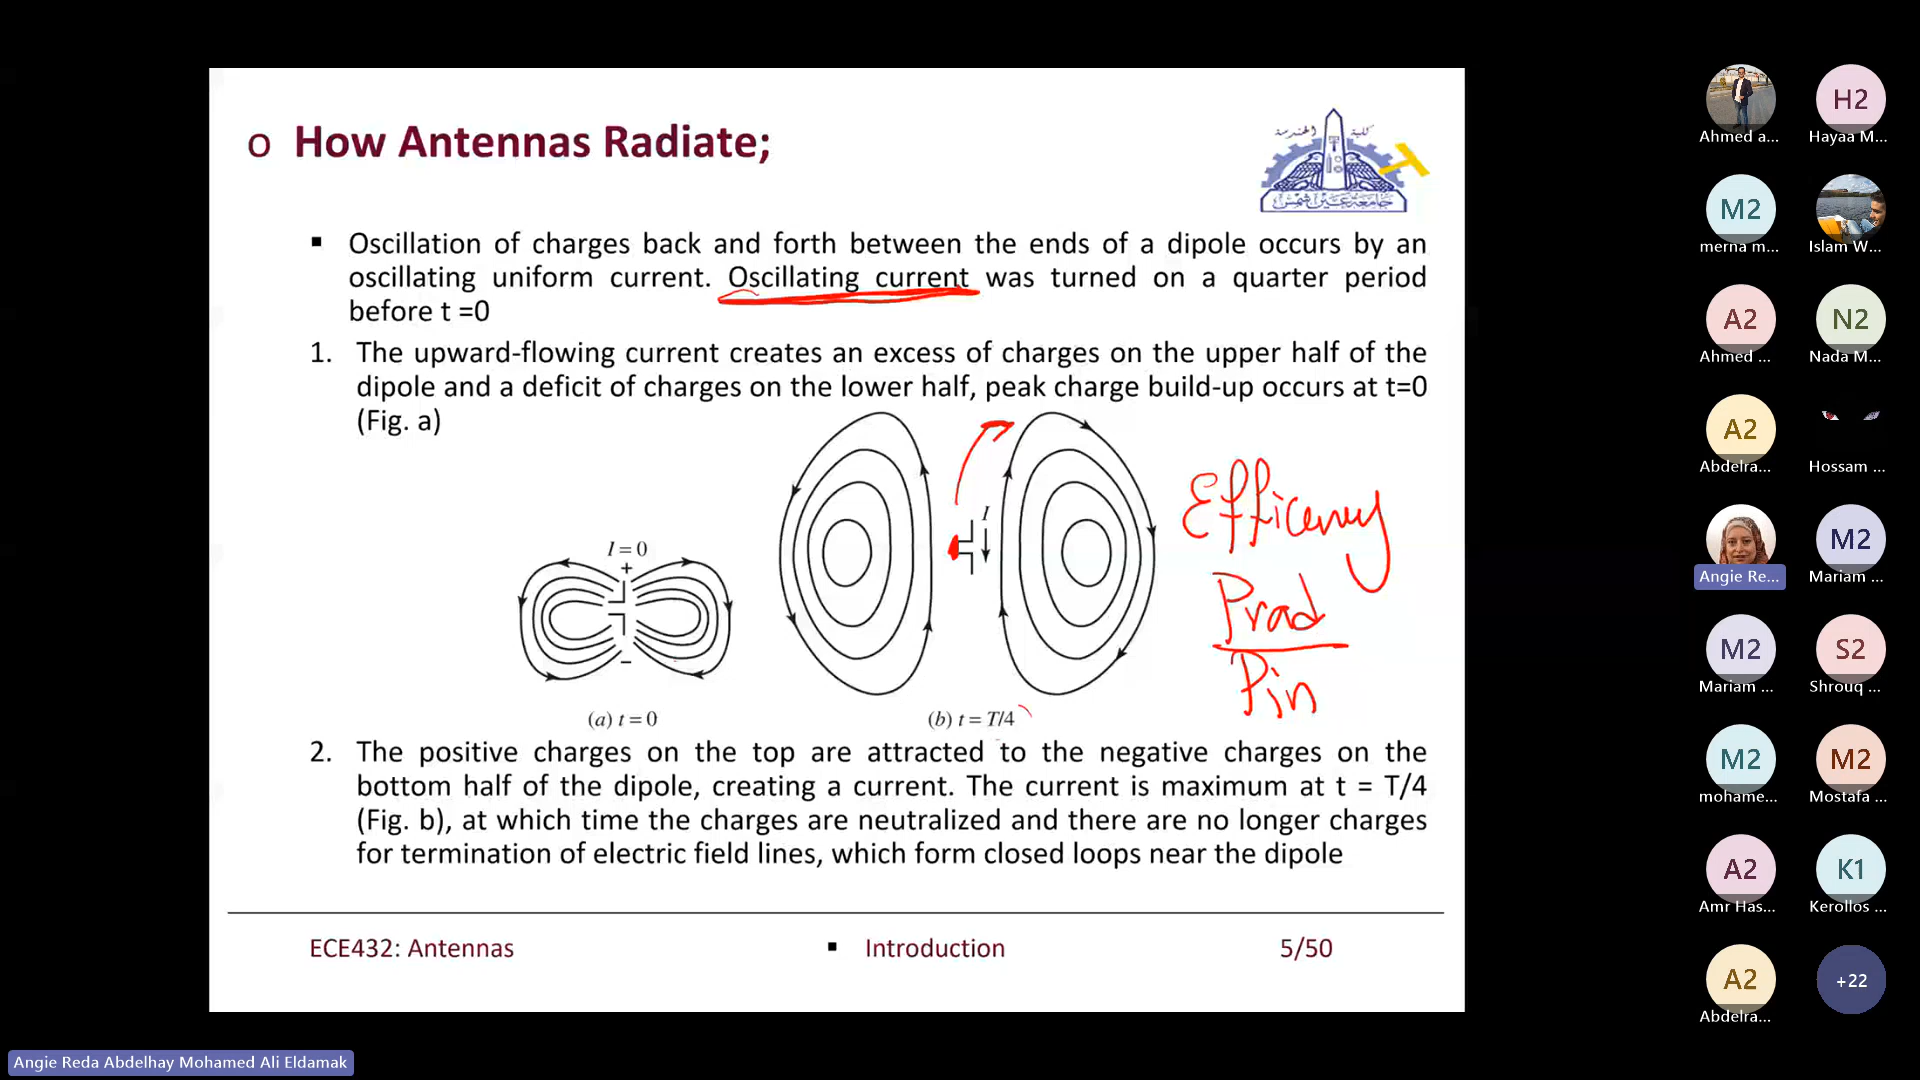 o How Antennas Radiate;
كلية الهندسة
جامعة عين شمس
▪ Oscillation of charges back and forth between the ends of a dipole occurs by an
oscillating uniform current. Oscillating current was turned on a quarter period
before t =0
1. The upward-flowing current creates an excess of charges on the upper half of the
dipole and a deficit of charges on the lower half, peak charge build-up occurs at t=0
(Fig. a)
I = 0
+
−
(a) t = 0
I
(b) t = T/4
Efficency
Prad
Pin
2. The positive charges on the top are attracted to the negative charges on the
bottom half of the dipole, creating a current. The current is maximum at t = T/4
(Fig. b), at which time the charges are neutralized and there are no longer charges
for termination of electric field lines, which form closed loops near the dipole
ECE432: Antennas ▪ Introduction 5/50
Ahmed a...
H2
Hayaa M...
M2
merna m...
Islam W...
A2
Ahmed ...
N2
Nada M...
A2
Abdelra...
Hossam ...
Angie Re...
M2
Mariam ...
M2
Mariam ...
S2
Shrouq ...
M2
mohame...
M2
Mostafa ...
A2
Amr Has...
K1
Kerollos ...
A2
Abdelra...
+22
Angie Reda Abdelhay Mohamed Ali Eldamak